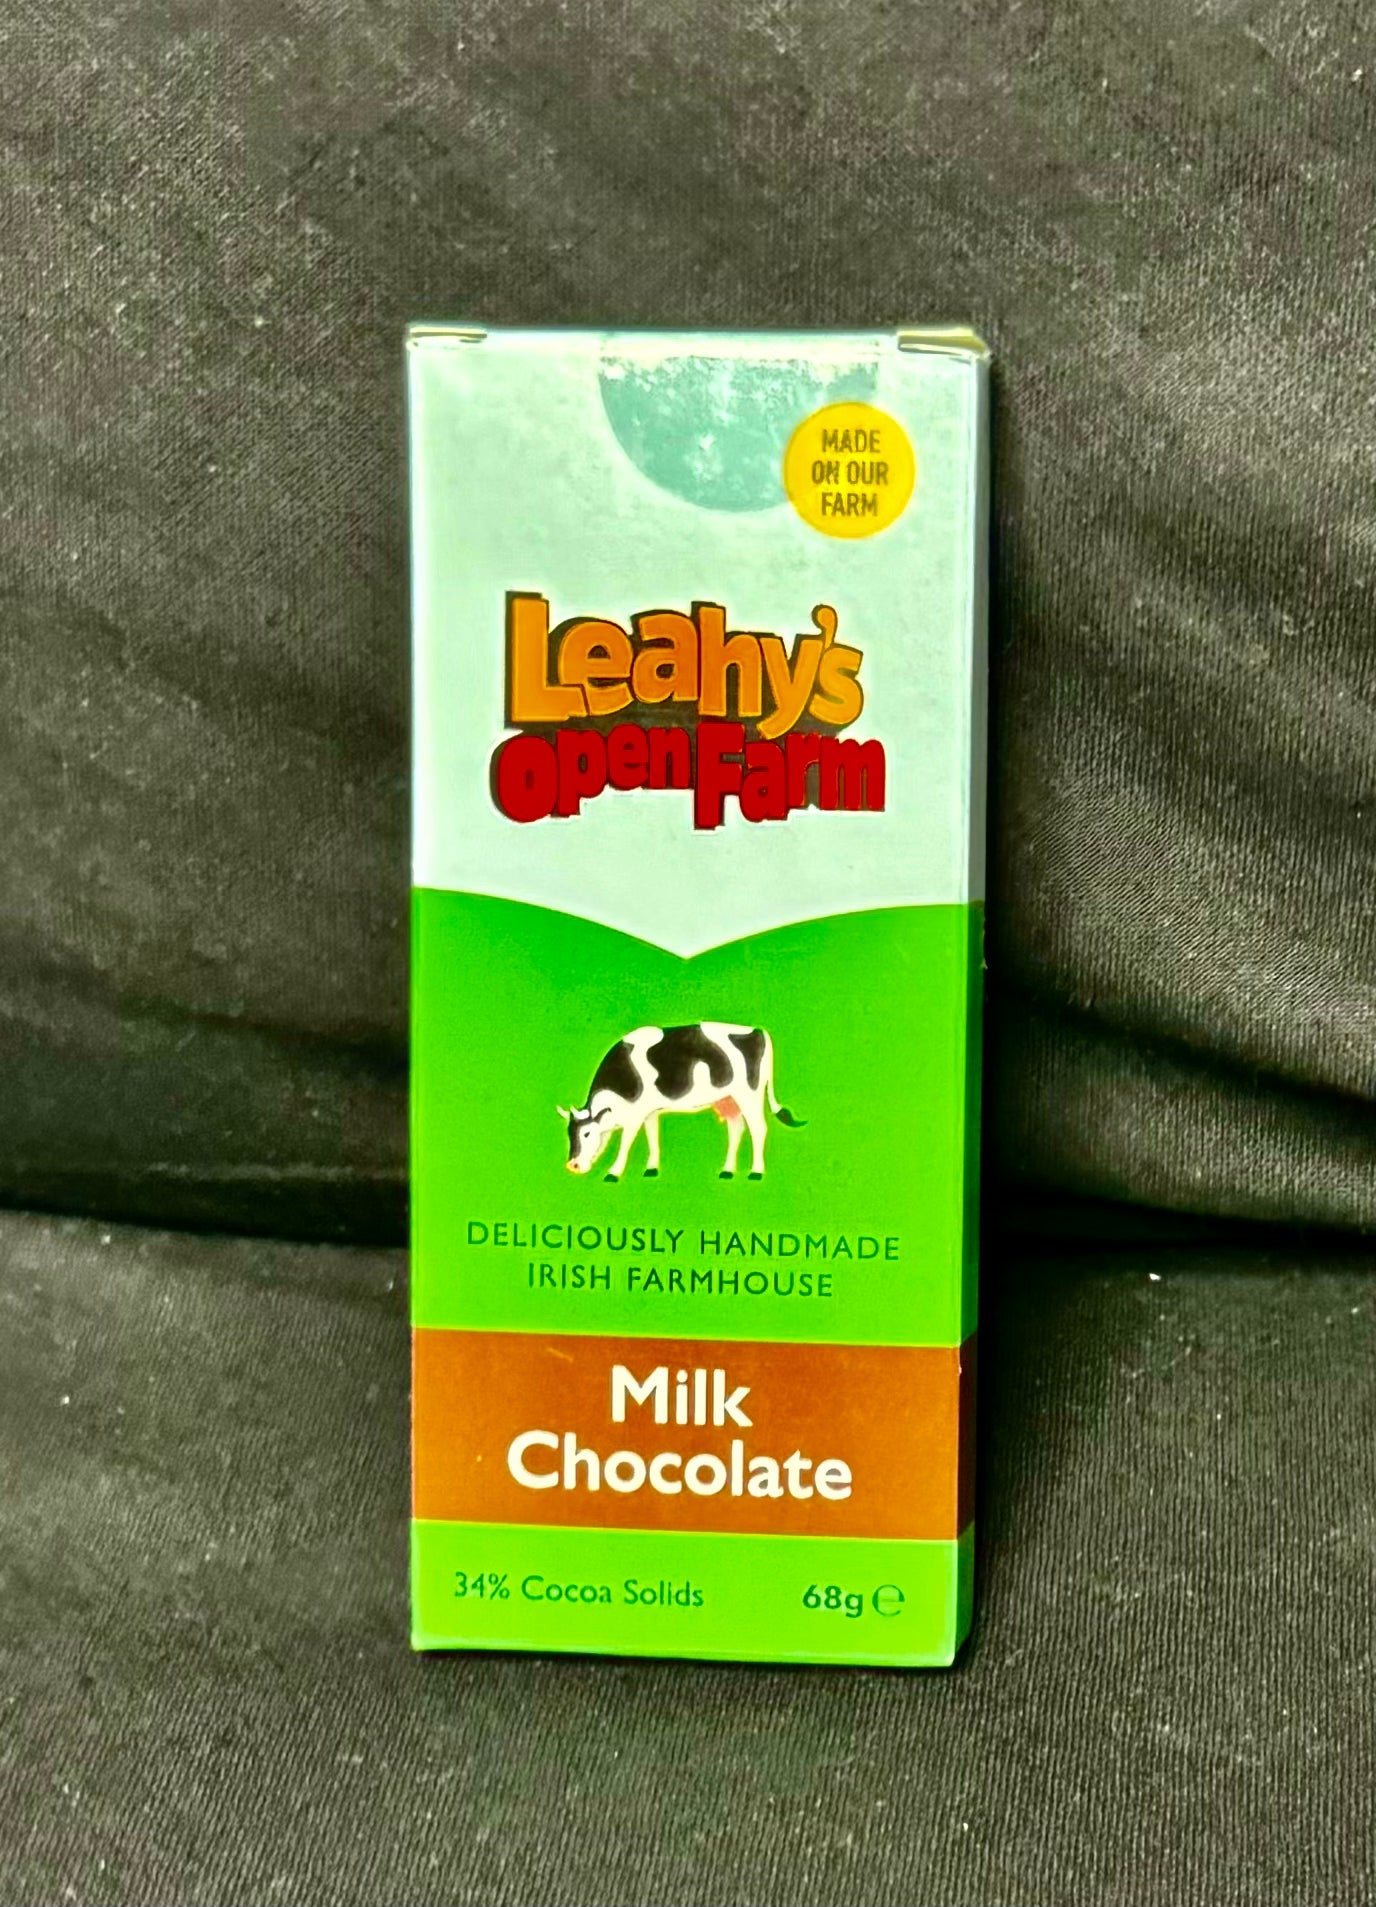 MADE
ON OUR
FARM
Leahy's
Open Farm
DELICIOUSLY HANDMADE
IRISH FARMHOUSE
Milk
Chocolate
34% Cocoa Solids 68g ℮